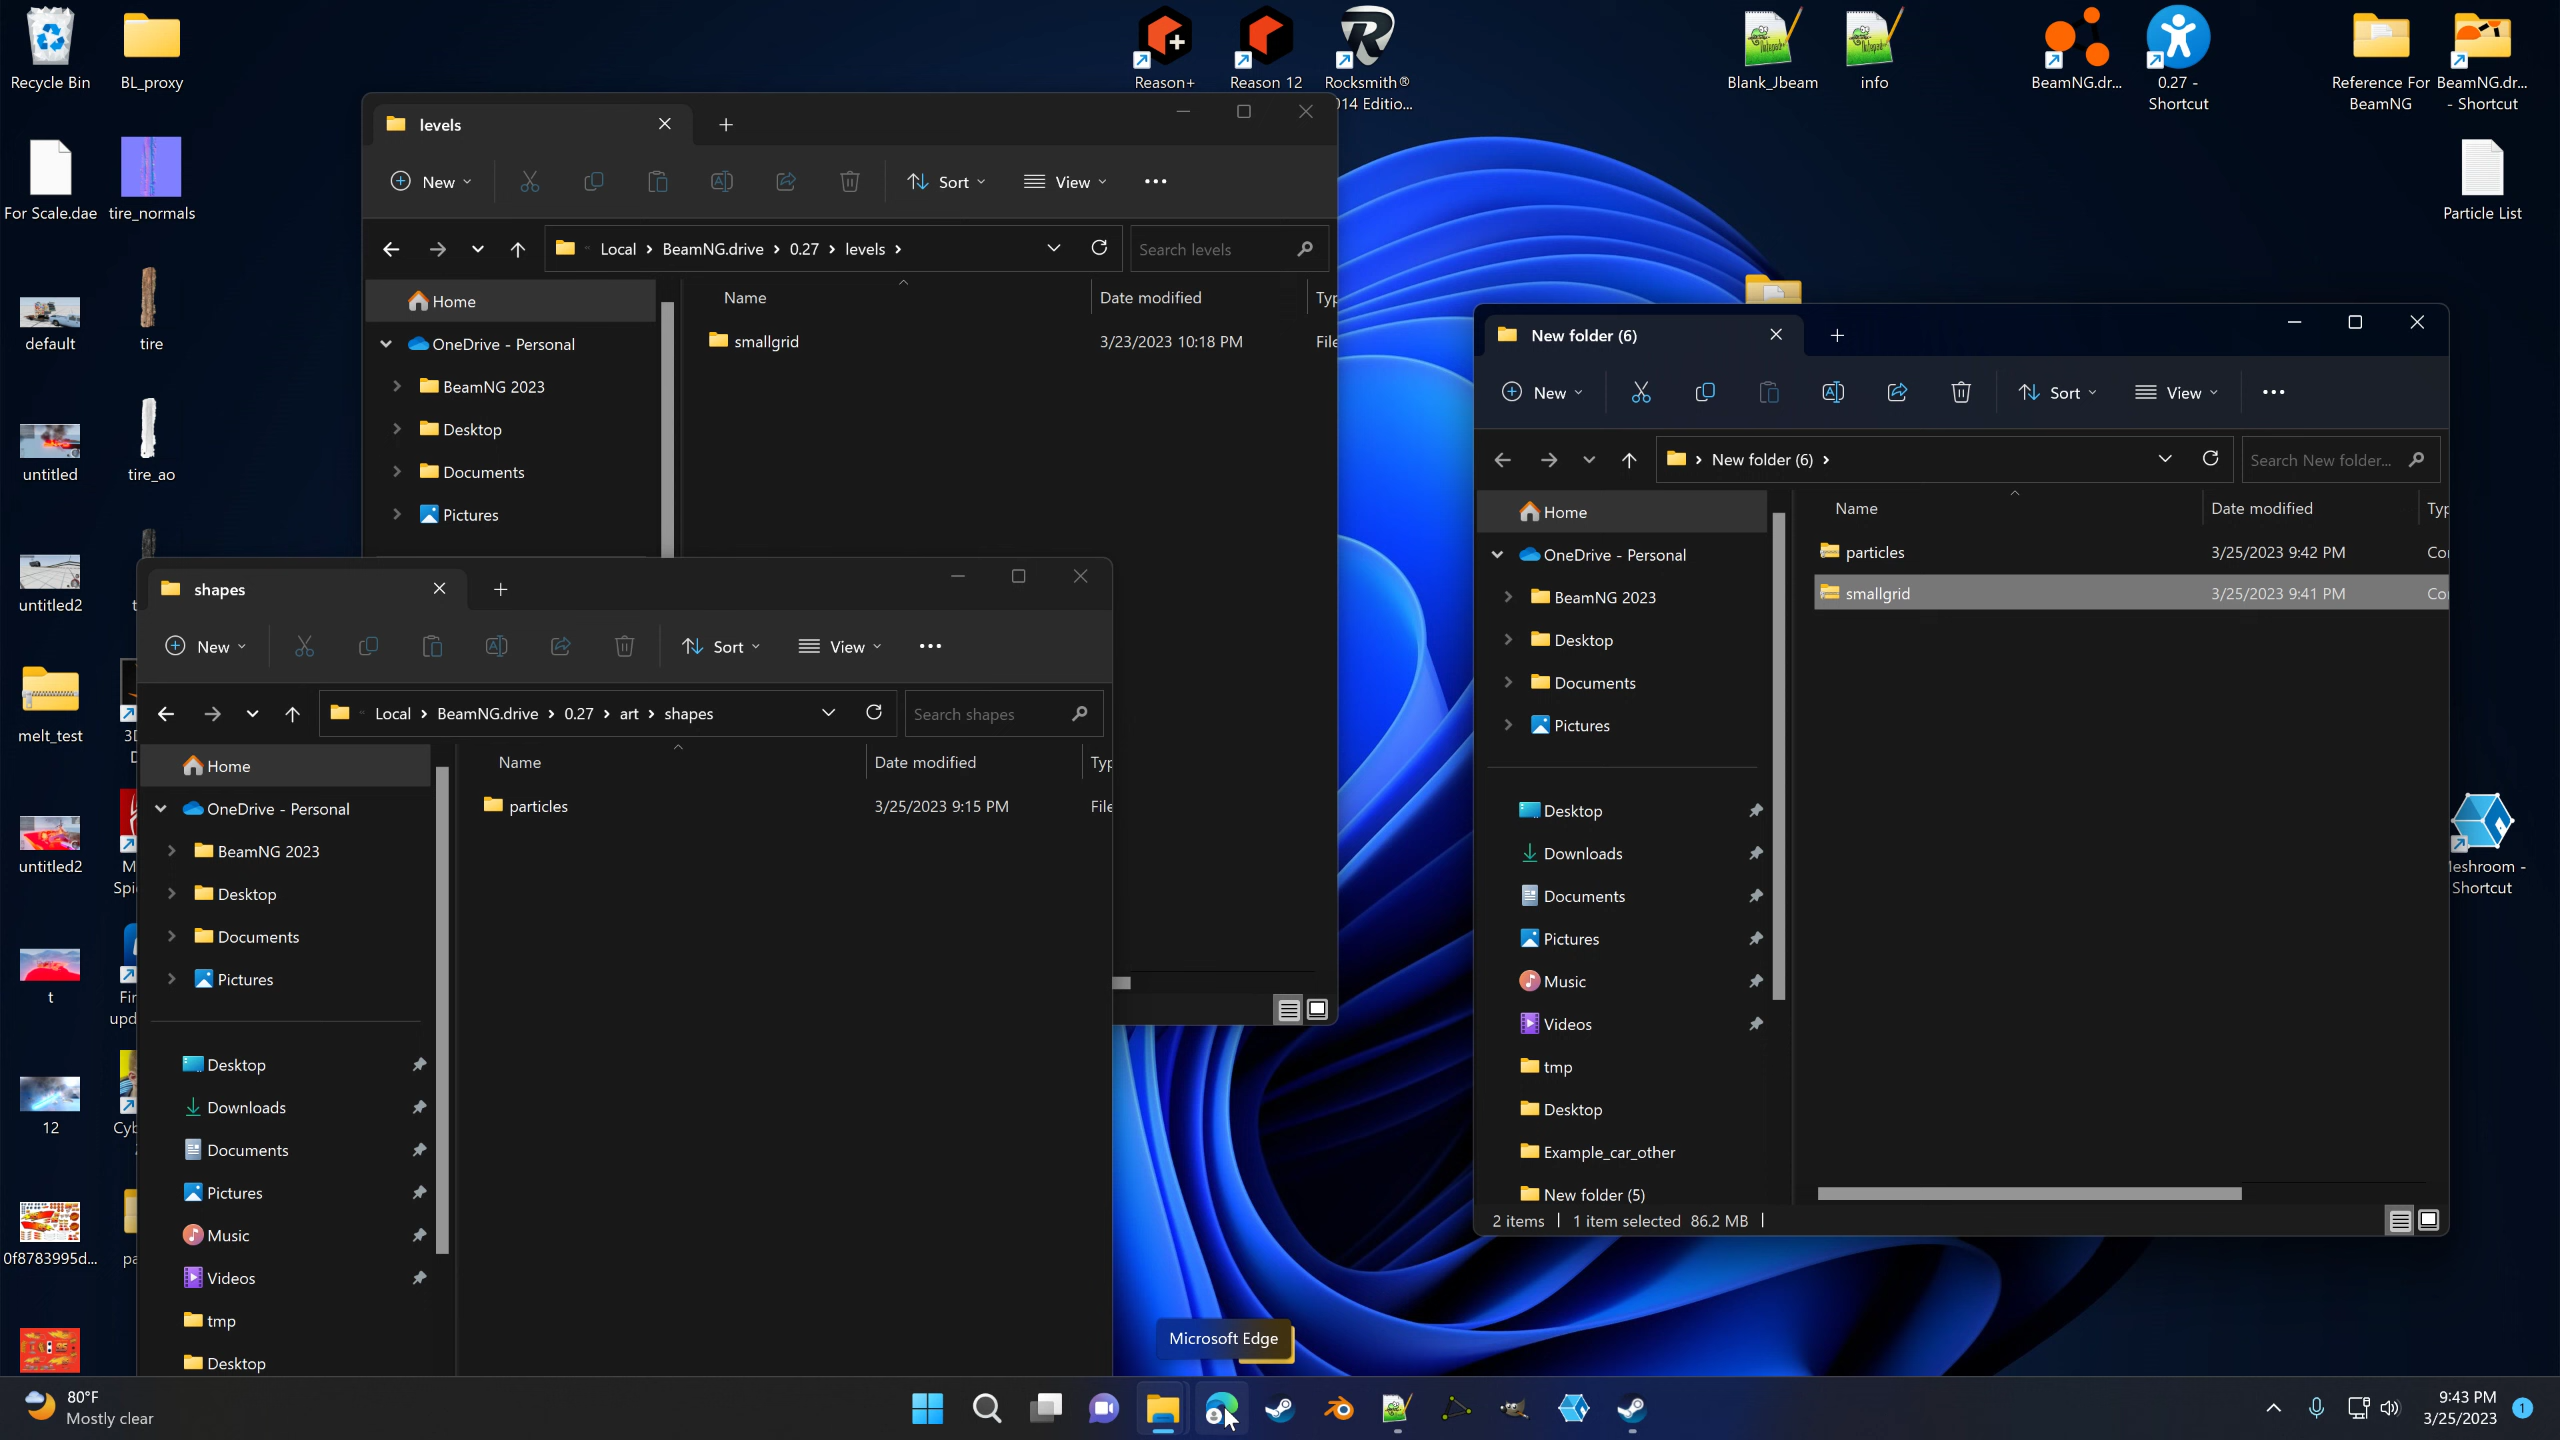 Recycle Bin
BL_proxy
Reason+
Reason 12
Rocksmith®
014 Editio...
Blank_Jbeam
info
BeamNG.dr...
0.27 -
Shortcut
Reference For
BeamNG
BeamNG.dr...
- Shortcut
For Scale.dae
tire_normals
Particle List
default
tire
untitled
tire_ao
untitled2
melt_test
untitled2
t
12
0f8783995d...
Meshroom -
Shortcut
levels
New
Sort
View
Local > BeamNG.drive > 0.27 > levels >
Search levels
Home
Name
Date modified
Typ
OneDrive - Personal
smallgrid
3/23/2023 10:18 PM
File
BeamNG 2023
Desktop
Documents
Pictures
shapes
New
Sort
View
Local > BeamNG.drive > 0.27 > art > shapes
Search shapes
Home
Name
Date modified
Typ
OneDrive - Personal
particles
3/25/2023 9:15 PM
File
BeamNG 2023
Desktop
Documents
Pictures
Desktop
Downloads
Documents
Pictures
Music
Videos
tmp
Desktop
New folder (6)
New
Sort
View
> New folder (6) >
Search New folder...
Home
Name
Date modified
Typ
OneDrive - Personal
particles
3/25/2023 9:42 PM
Co
smallgrid
3/25/2023 9:41 PM
Co
BeamNG 2023
Desktop
Documents
Pictures
Desktop
Downloads
Documents
Pictures
Music
Videos
tmp
Desktop
Example_car_other
New folder (5)
2 items
1 item selected 86.2 MB
Microsoft Edge
80°F
Mostly clear
9:43 PM
3/25/2023
1